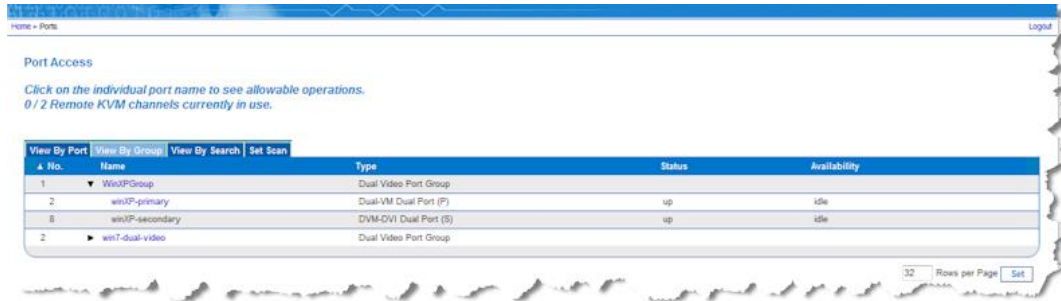 Home » Ports Logout
Port Access
Click on the individual port name to see allowable operations.
0 / 2 Remote KVM channels currently in use.
View By Port View By Group View By Search Set Scan
▲ No. Name Type Status Availability
1 ▼ WinXPGroup Dual Video Port Group
2 winXP-primary Dual-VM Dual Port (P) up idle
8 winXP-secondary DVM-DVI Dual Port (S) up idle
2 ► win7-dual-video Dual Video Port Group
32 Rows per Page Set